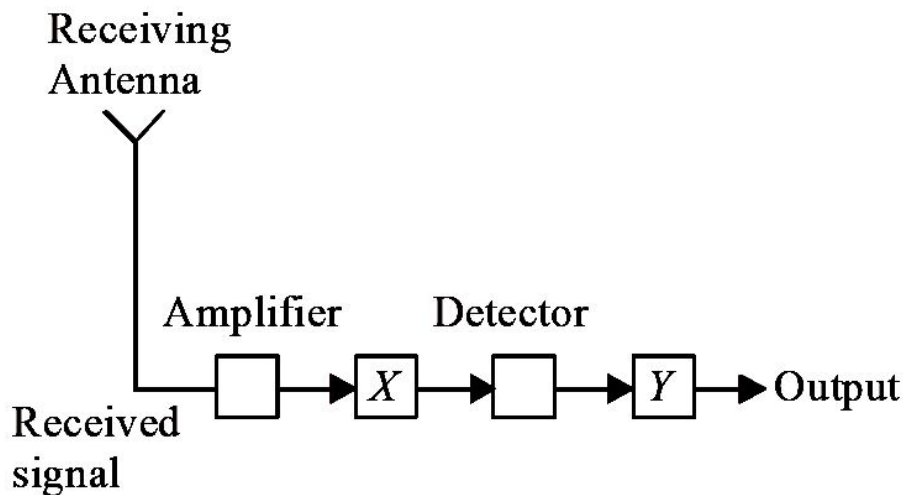 Receiving
Antenna
Amplifier
Detector
X
Y
Output
Received
signal